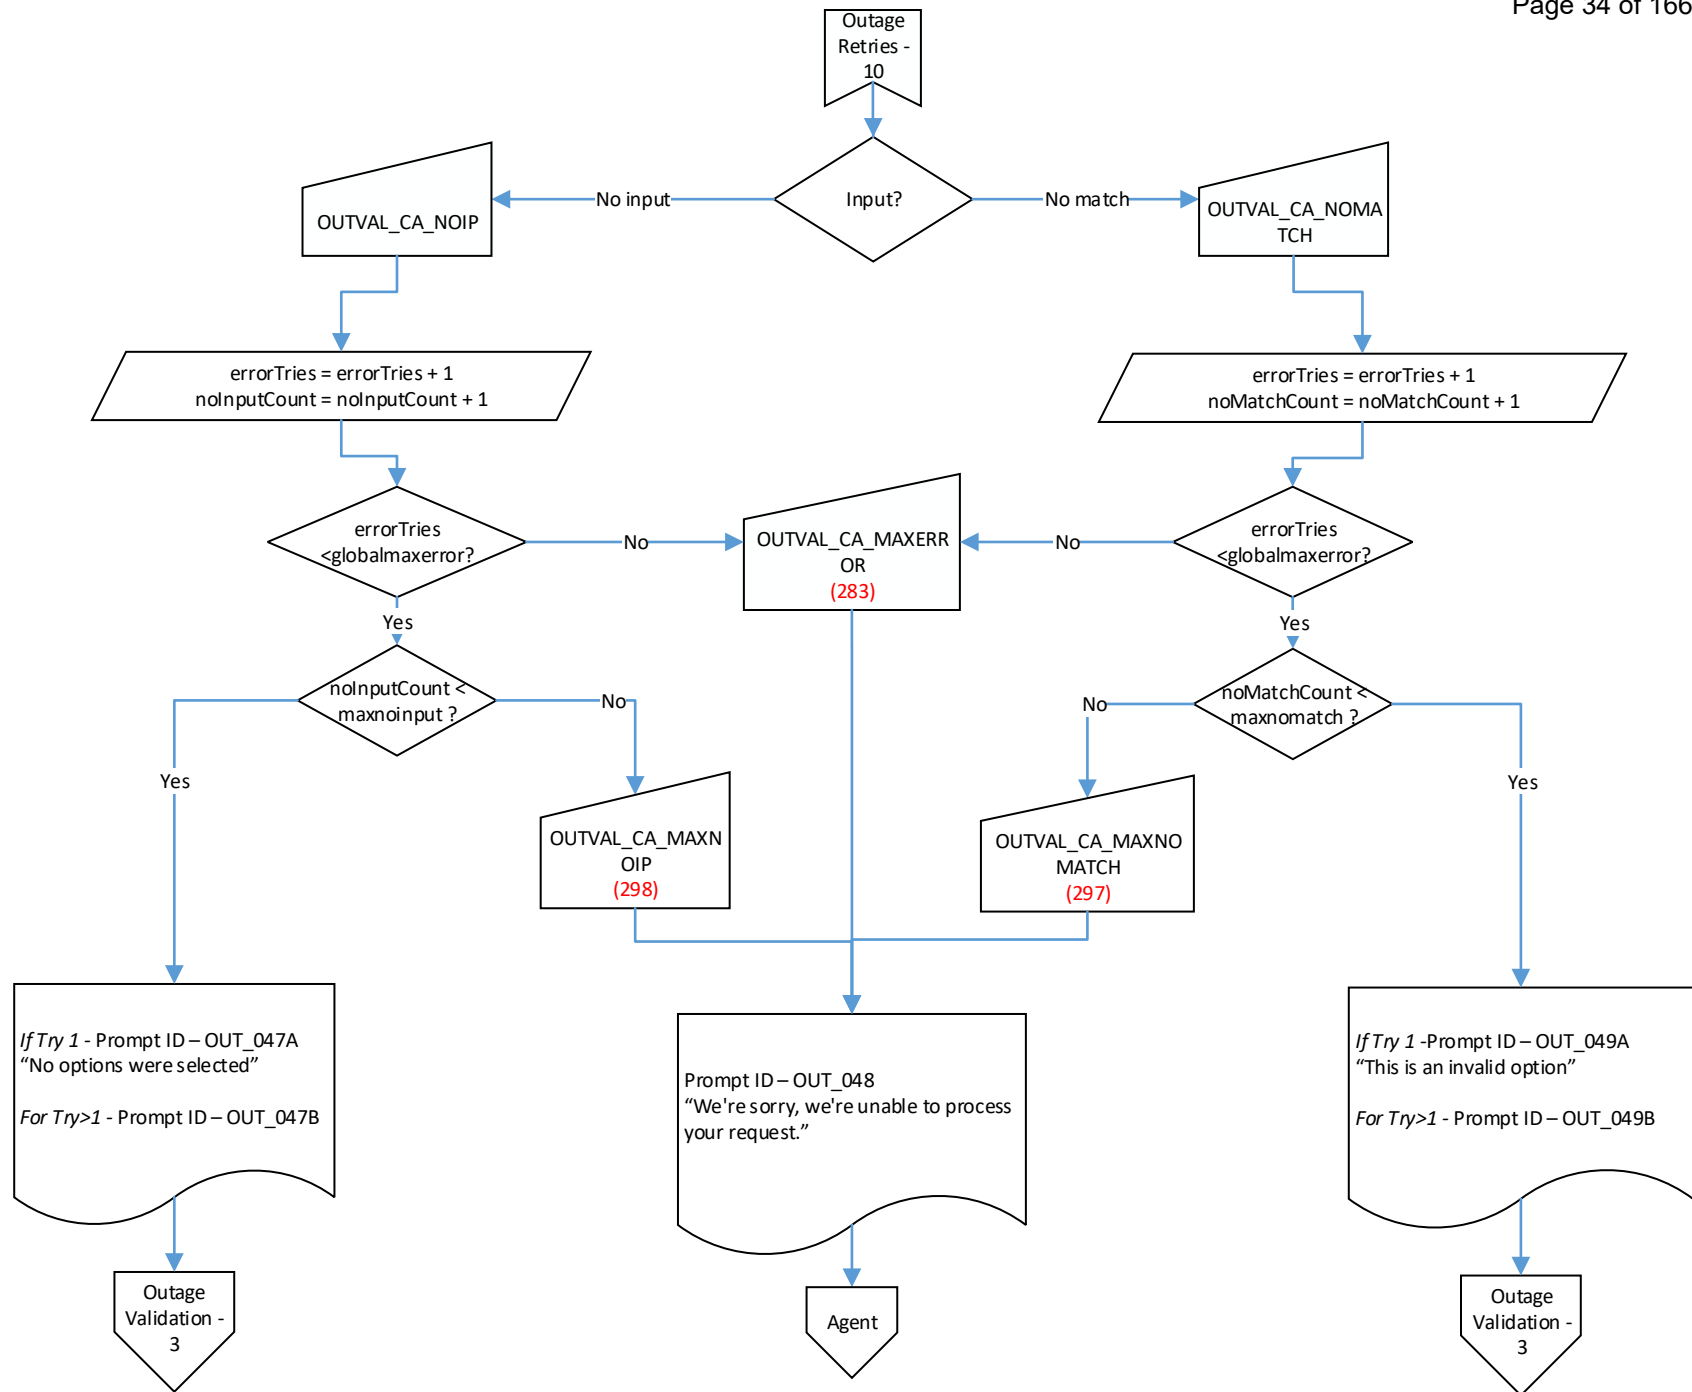 Page 34 of 166
Outage
Retries -
10
Input?
No input
No match
OUTVAL_CA_NOIP
OUTVAL_CA_NOMA
TCH
errorTries = errorTries + 1
noInputCount = noInputCount + 1
errorTries = errorTries + 1
noMatchCount = noMatchCount + 1
errorTries
<globalmaxerror?
No
OUTVAL_CA_MAXERR
OR
(283)
No
errorTries
<globalmaxerror?
Yes
Yes
noInputCount <
maxnoinput ?
No
noMatchCount <
maxnomatch ?
No
Yes
Yes
OUTVAL_CA_MAXN
OIP
(298)
OUTVAL_CA_MAXNO
MATCH
(297)
If Try 1 - Prompt ID – OUT_047A
“No options were selected”
For Try>1 - Prompt ID – OUT_047B
Prompt ID – OUT_048
“We're sorry, we're unable to process
your request.”
If Try 1 -Prompt ID – OUT_049A
“This is an invalid option”
For Try>1 - Prompt ID – OUT_049B
Outage
Validation -
3
Agent
Outage
Validation -
3